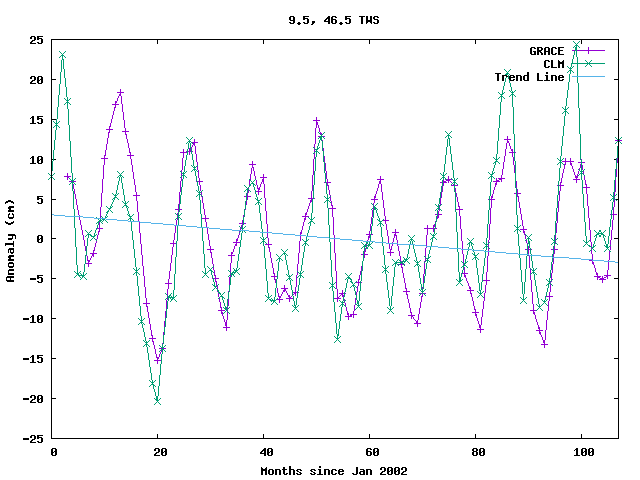 9.5, 46.5 TWS
GRACE
CLM
Trend Line
25
20
15
10
5
0
-5
-10
-15
-20
-25
Anomaly (cm)
0 20 40 60 80 100
Months since Jan 2002